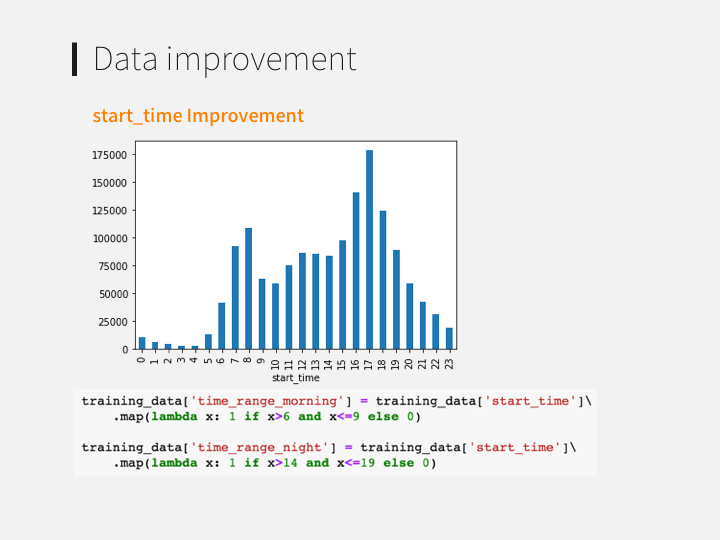 Data improvement
start_time Improvement
175000
150000
125000
100000
75000
50000
25000
0
0 1 2 3 4 5 6 7 8 9 10 11 12 13 14 15 16 17 18 19 20 21 22 23
start_time
training_data['time_range_morning'] = training_data['start_time']\
.map(lambda x: 1 if x>6 and x<=9 else 0)
training_data['time_range_night'] = training_data['start_time']\
.map(lambda x: 1 if x>14 and x<=19 else 0)